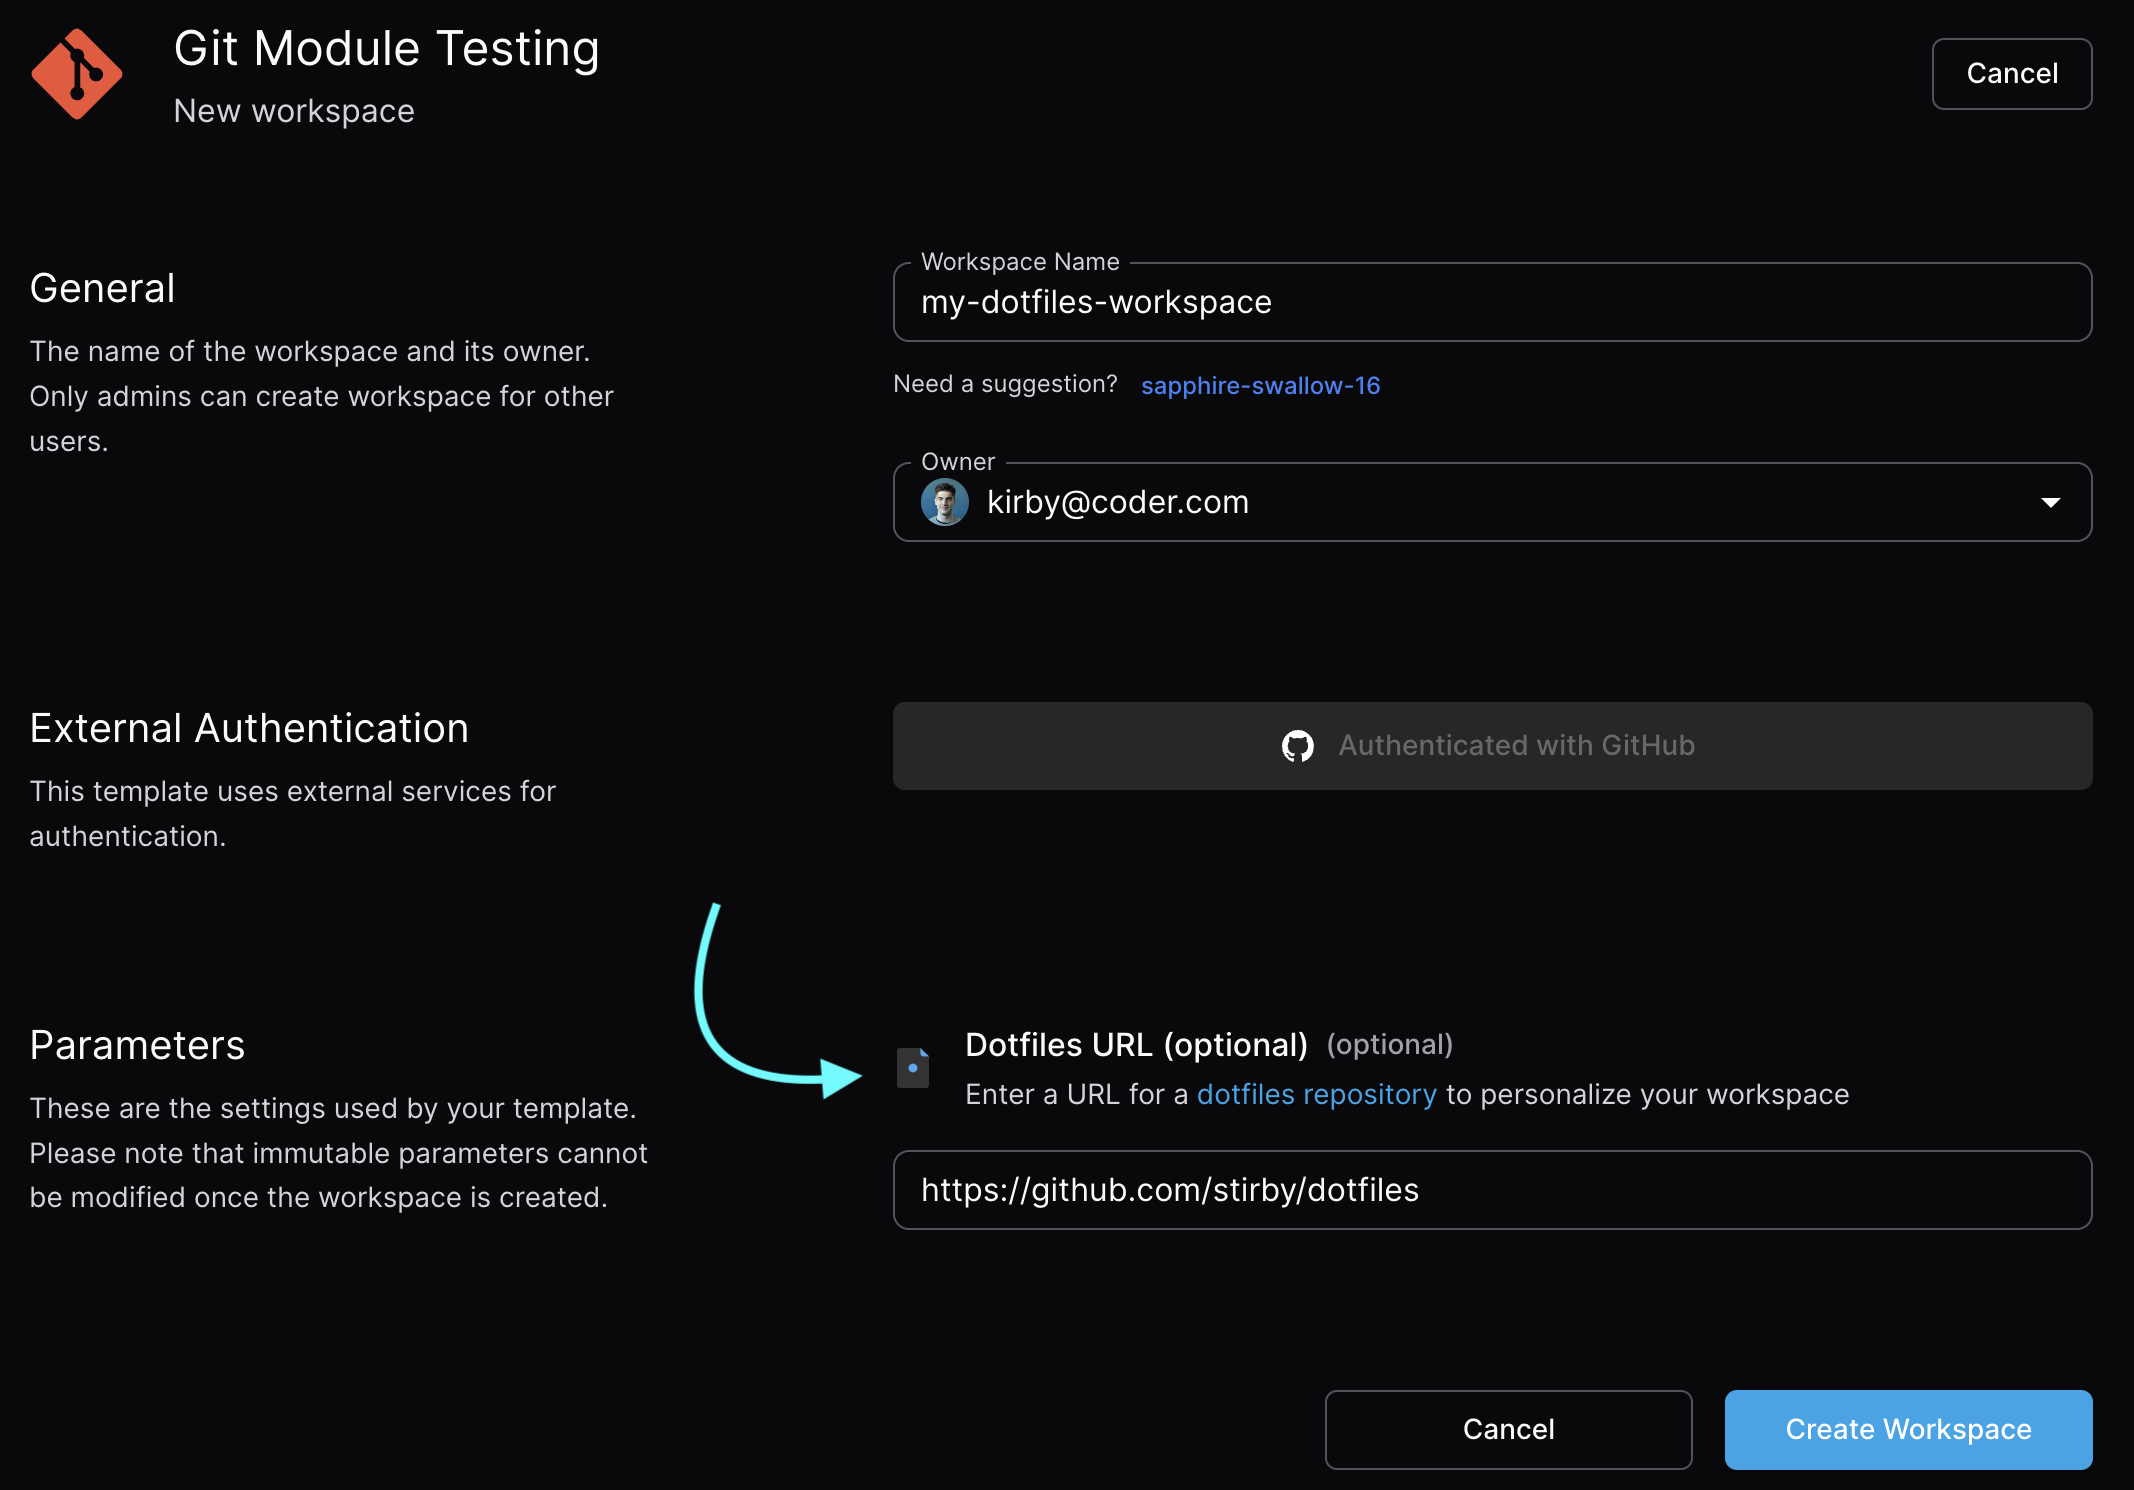 Git Module Testing
New workspace
Cancel
General
The name of the workspace and its owner.
Only admins can create workspace for other
users.
Workspace Name
my-dotfiles-workspace
Need a suggestion? sapphire-swallow-16
Owner
kirby@coder.com
External Authentication
This template uses external services for
authentication.
Authenticated with GitHub
Parameters
These are the settings used by your template.
Please note that immutable parameters cannot
be modified once the workspace is created.
Dotfiles URL (optional) (optional)
Enter a URL for a dotfiles repository to personalize your workspace
https://github.com/stirby/dotfiles
Cancel
Create Workspace